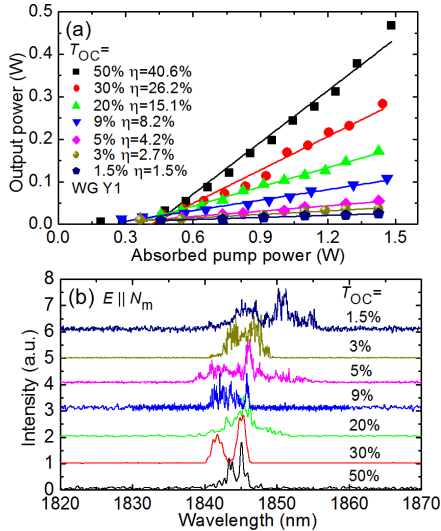 (a)
T_OC=
50% η=40.6%
30% η=26.2%
20% η=15.1%
9% η=8.2%
5% η=4.2%
3% η=2.7%
1.5% η=1.5%
WG Y1
Output power (W)
0.5
0.4
0.3
0.2
0.1
0.0
0.0 0.3 0.6 0.9 1.2 1.5
Absorbed pump power (W)
(b) E || N_m
T_OC=
1.5%
3%
5%
9%
20%
30%
50%
Intensity (a.u.)
8
7
6
5
4
3
2
1
0
1820 1830 1840 1850 1860 1870
Wavelength (nm)